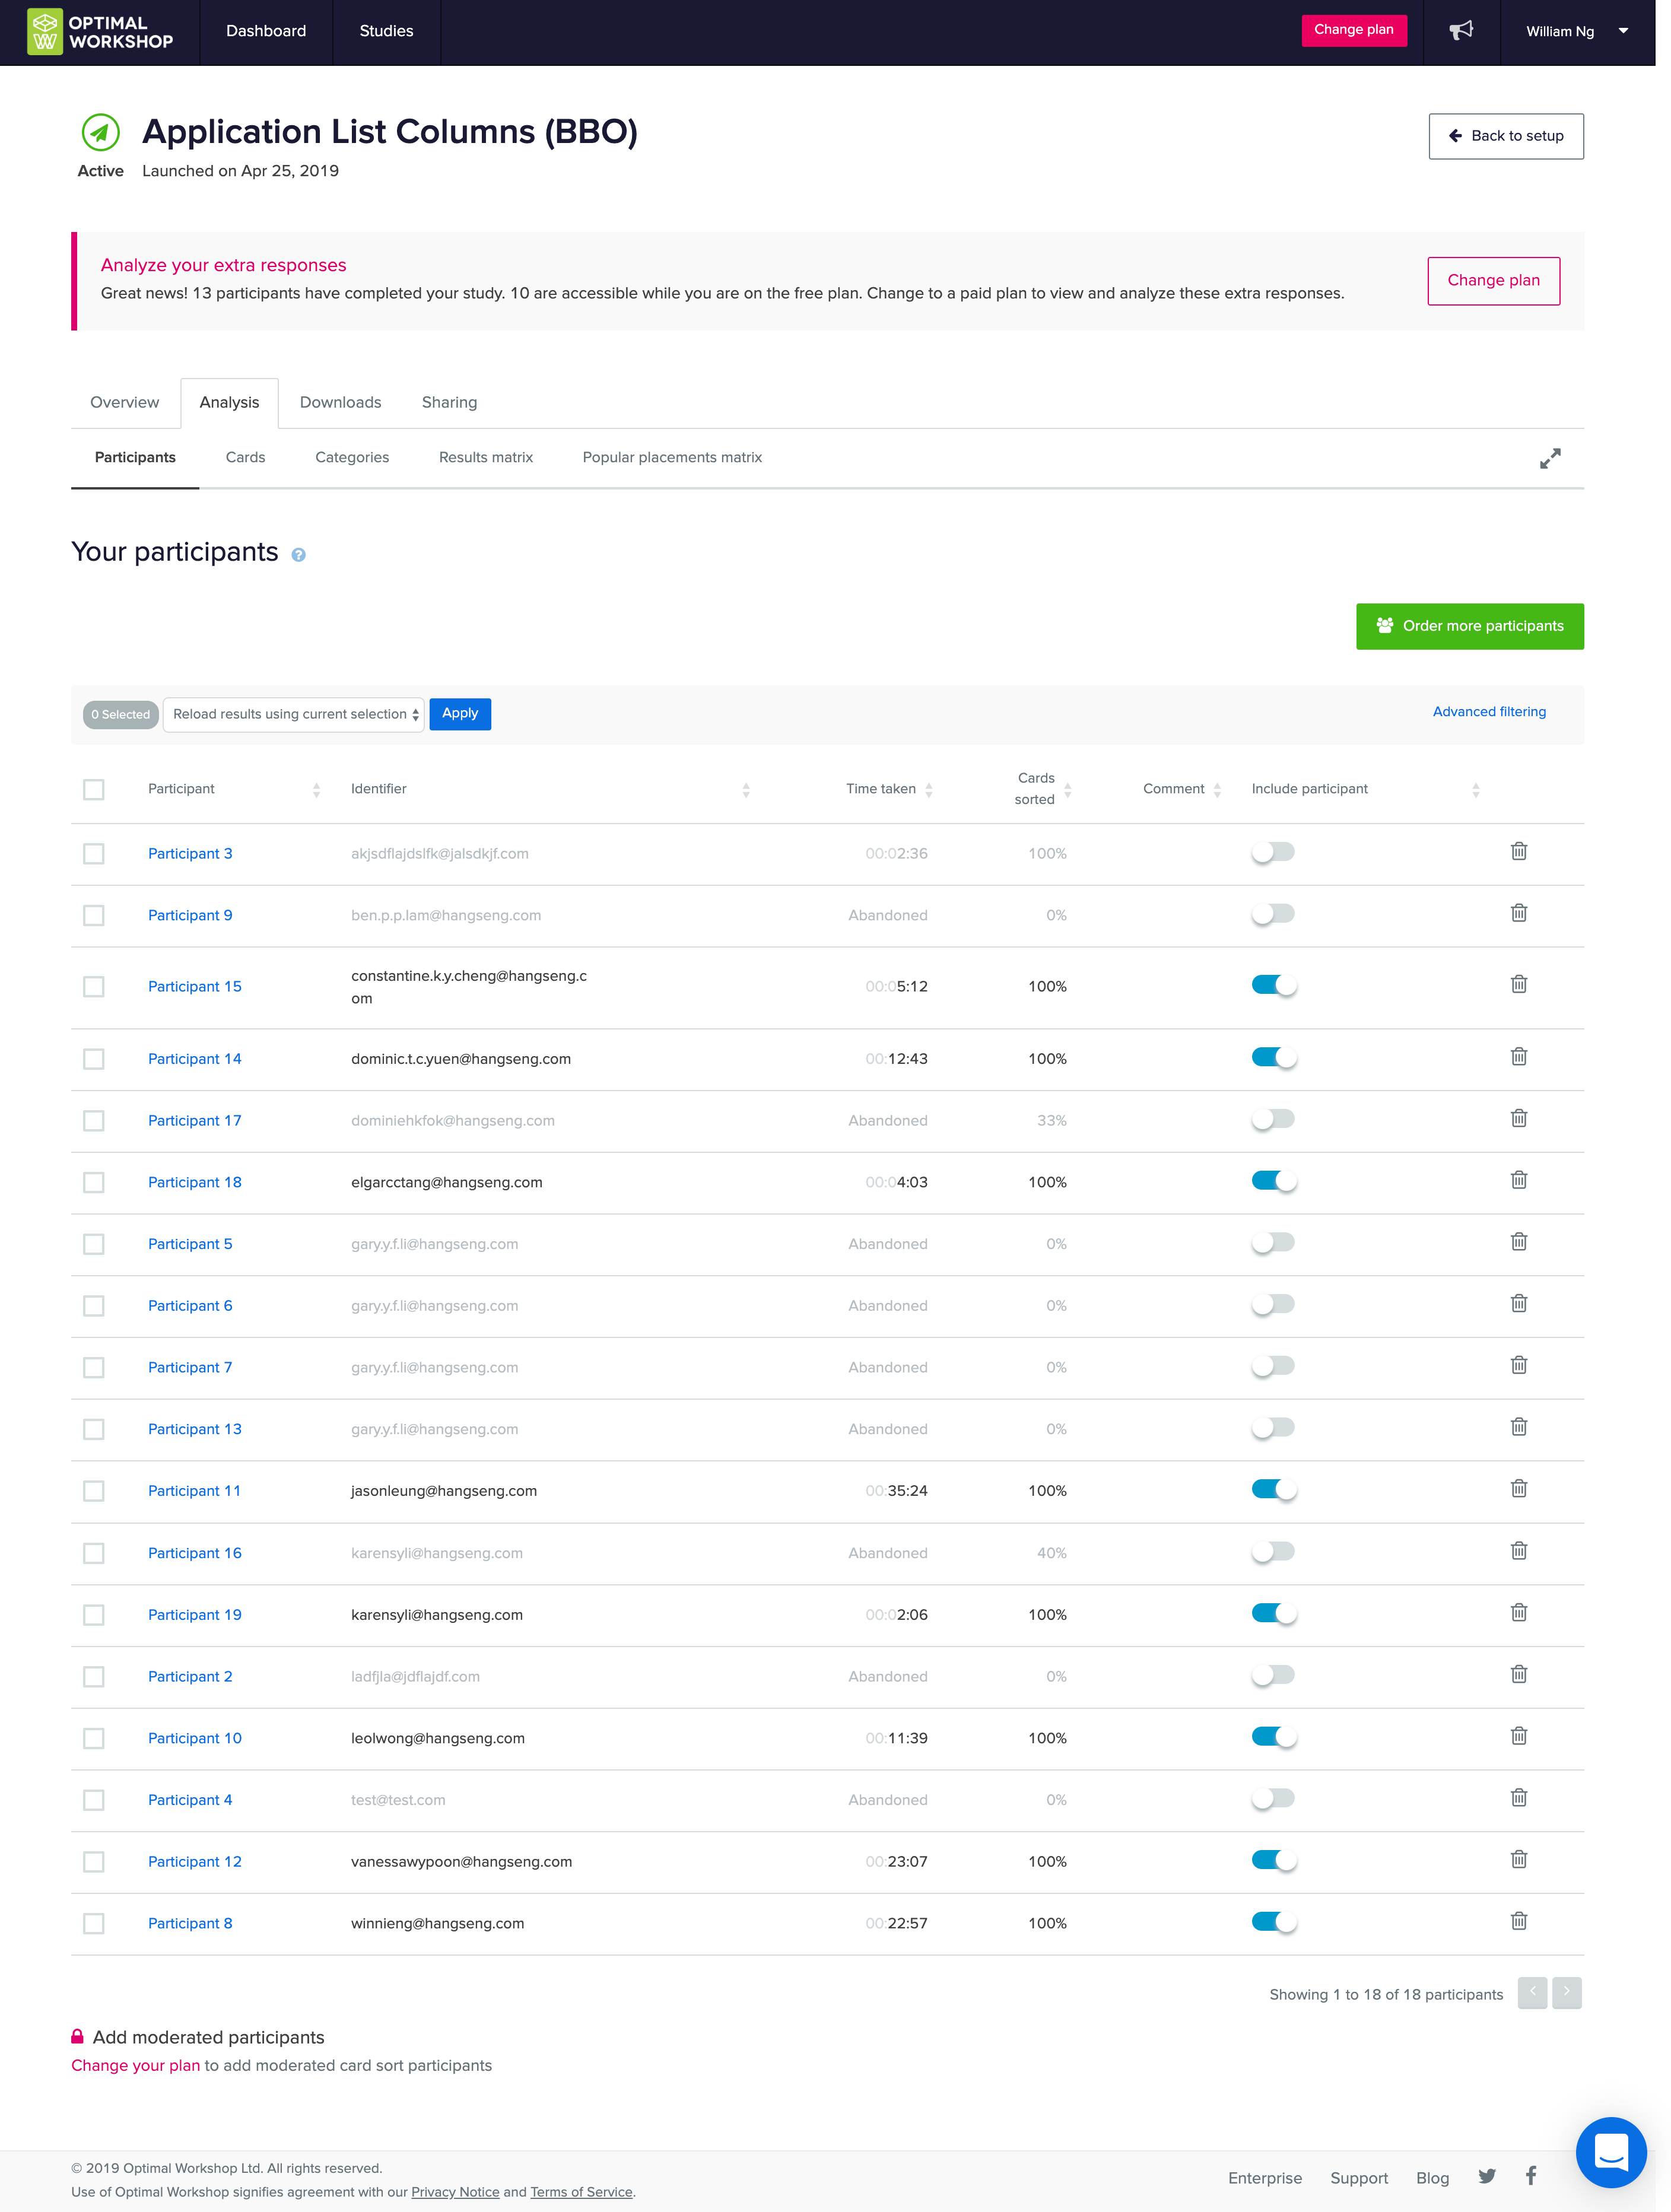 OPTIMAL
WORKSHOP
Dashboard
Studies
Change plan
William Ng
Application List Columns (BBO)
Back to setup
Active
Launched on Apr 25, 2019
Analyze your extra responses
Great news! 13 participants have completed your study. 10 are accessible while you are on the free plan. Change to a paid plan to view and analyze these extra responses.
Change plan
Overview
Analysis
Downloads
Sharing
Participants
Cards
Categories
Results matrix
Popular placements matrix
Your participants ?
Order more participants
0 Selected
Reload results using current selection
Apply
Advanced filtering
Participant Identifier Time taken Cards sorted Comment Include participant
Participant 3 akjsdflajdslfk@jalsdkjf.com 00:02:36 100%
Participant 9 ben.p.p.lam@hangseng.com Abandoned 0%
Participant 15 constantine.k.y.cheng@hangseng.c
om 00:05:12 100%
Participant 14 dominic.t.c.yuen@hangseng.com 00:12:43 100%
Participant 17 dominiehkfok@hangseng.com Abandoned 33%
Participant 18 elgarcctang@hangseng.com 00:04:03 100%
Participant 5 gary.y.f.li@hangseng.com Abandoned 0%
Participant 6 gary.y.f.li@hangseng.com Abandoned 0%
Participant 7 gary.y.f.li@hangseng.com Abandoned 0%
Participant 13 gary.y.f.li@hangseng.com Abandoned 0%
Participant 11 jasonleung@hangseng.com 00:35:24 100%
Participant 16 karensyli@hangseng.com Abandoned 40%
Participant 19 karensyli@hangseng.com 00:02:06 100%
Participant 2 ladfjla@jdflajdf.com Abandoned 0%
Participant 10 leolwong@hangseng.com 00:11:39 100%
Participant 4 test@test.com Abandoned 0%
Participant 12 vanessawypoon@hangseng.com 00:23:07 100%
Participant 8 winnieng@hangseng.com 00:22:57 100%
Showing 1 to 18 of 18 participants
Add moderated participants
Change your plan to add moderated card sort participants
© 2019 Optimal Workshop Ltd. All rights reserved.
Use of Optimal Workshop signifies agreement with our Privacy Notice and Terms of Service.
Enterprise
Support
Blog